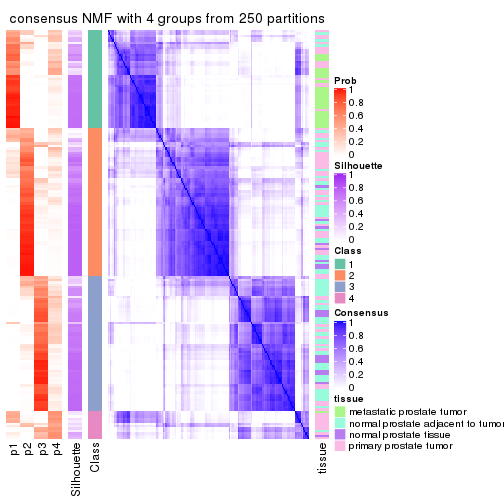 consensus NMF with 4 groups from 250 partitions
Prob
1
0.8
0.6
0.4
0.2
0
Silhouette
1
0.8
0.6
0.4
0.2
0
Class
1
2
3
4
Consensus
1
0.8
0.6
0.4
0.2
0
tissue
metastatic prostate tumor
normal prostate adjacent to tumor
normal prostate tissue
primary prostate tumor
p1
p2
p3
p4
Silhouette
Class
tissue